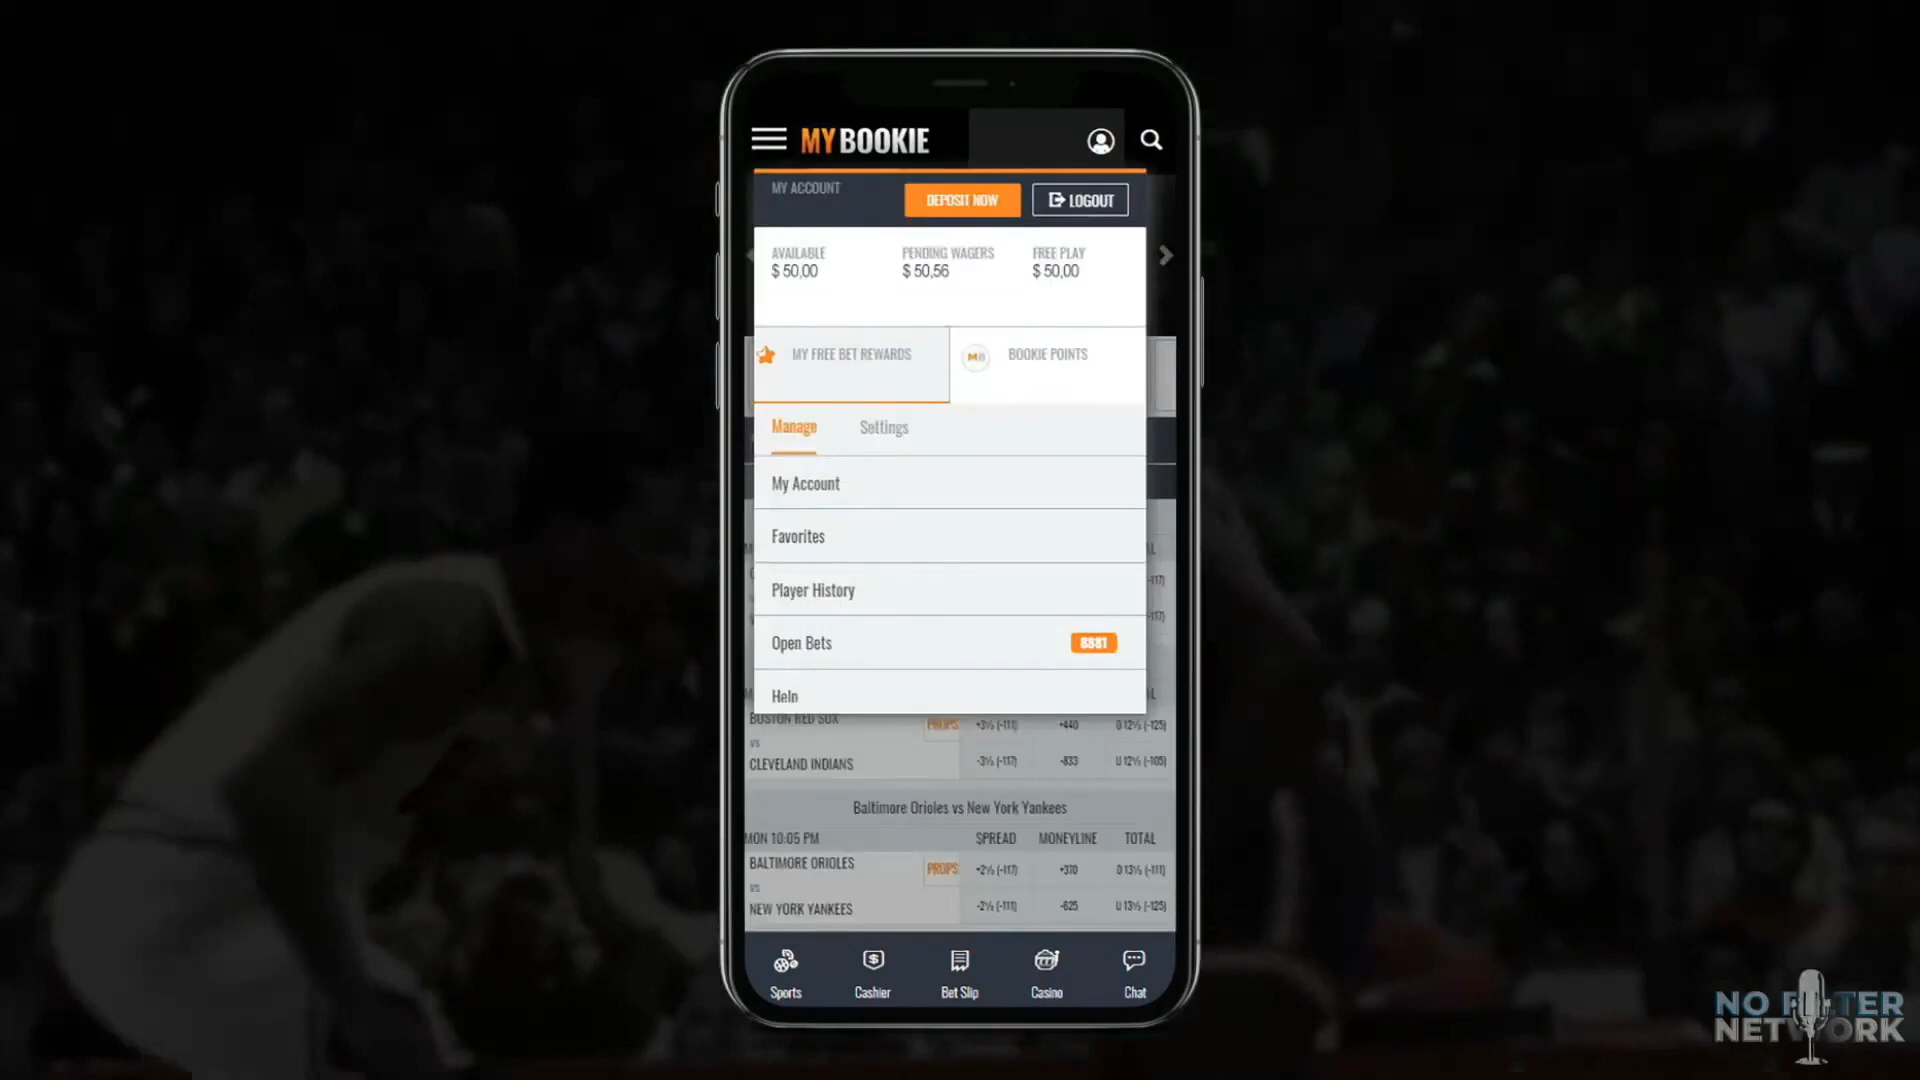 MYBOOKIE
MY ACCOUNT
DEPOSIT NOW
LOGOUT
AVAILABLE PENDING WAGERS FREE PLAY
$ 50,00 $ 50,56 $ 50,00
MY FREE BET REWARDS
MB BOOKIE POINTS
Manage Settings
My Account
Favorites
Player History
-117)
-117)
Open Bets 8881
Help
BOSTON RED SOX PROPS +3½ (-111) +440 O 12½ (-125)
vs
CLEVELAND INDIANS -3½ (-117) -833 U 12½ (-105)
Baltimore Orioles vs New York Yankees
MON 10:05 PM SPREAD MONEYLINE TOTAL
BALTIMORE ORIOLES PROPS +2½ (-117) +370 O 13½ (-111)
vs
NEW YORK YANKEES -2½ (-111) -625 U 13½ (-125)
Sports Cashier Bet Slip Casino Chat
NO FILTER
NETWORK